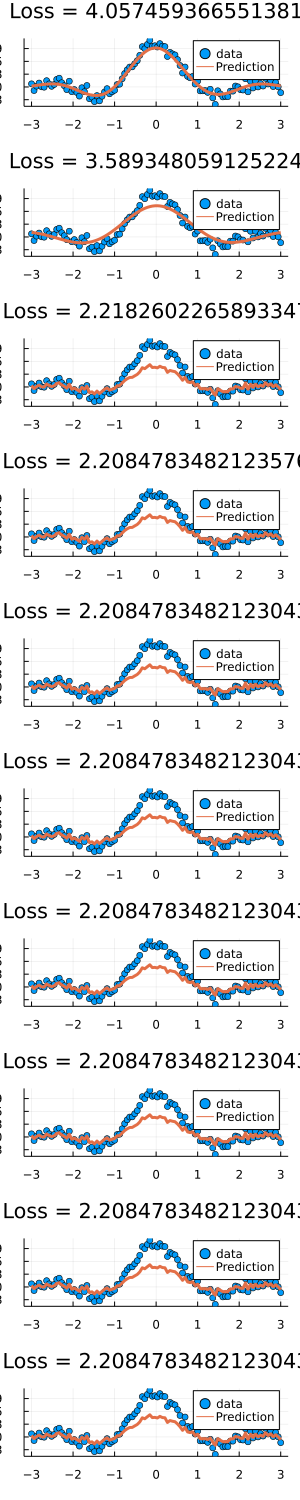 Loss = 4.057459366551381
data
Prediction
−3 −2 −1 0 1 2 3
Loss = 3.589348059125224
data
Prediction
−3 −2 −1 0 1 2 3
Loss = 2.218260226589334
data
Prediction
−3 −2 −1 0 1 2 3
Loss = 2.208478348212357
data
Prediction
−3 −2 −1 0 1 2 3
Loss = 2.208478348212304
data
Prediction
−3 −2 −1 0 1 2 3
Loss = 2.208478348212304
data
Prediction
−3 −2 −1 0 1 2 3
Loss = 2.208478348212304
data
Prediction
−3 −2 −1 0 1 2 3
Loss = 2.208478348212304
data
Prediction
−3 −2 −1 0 1 2 3
Loss = 2.208478348212304
data
Prediction
−3 −2 −1 0 1 2 3
Loss = 2.208478348212304
data
Prediction
−3 −2 −1 0 1 2 3